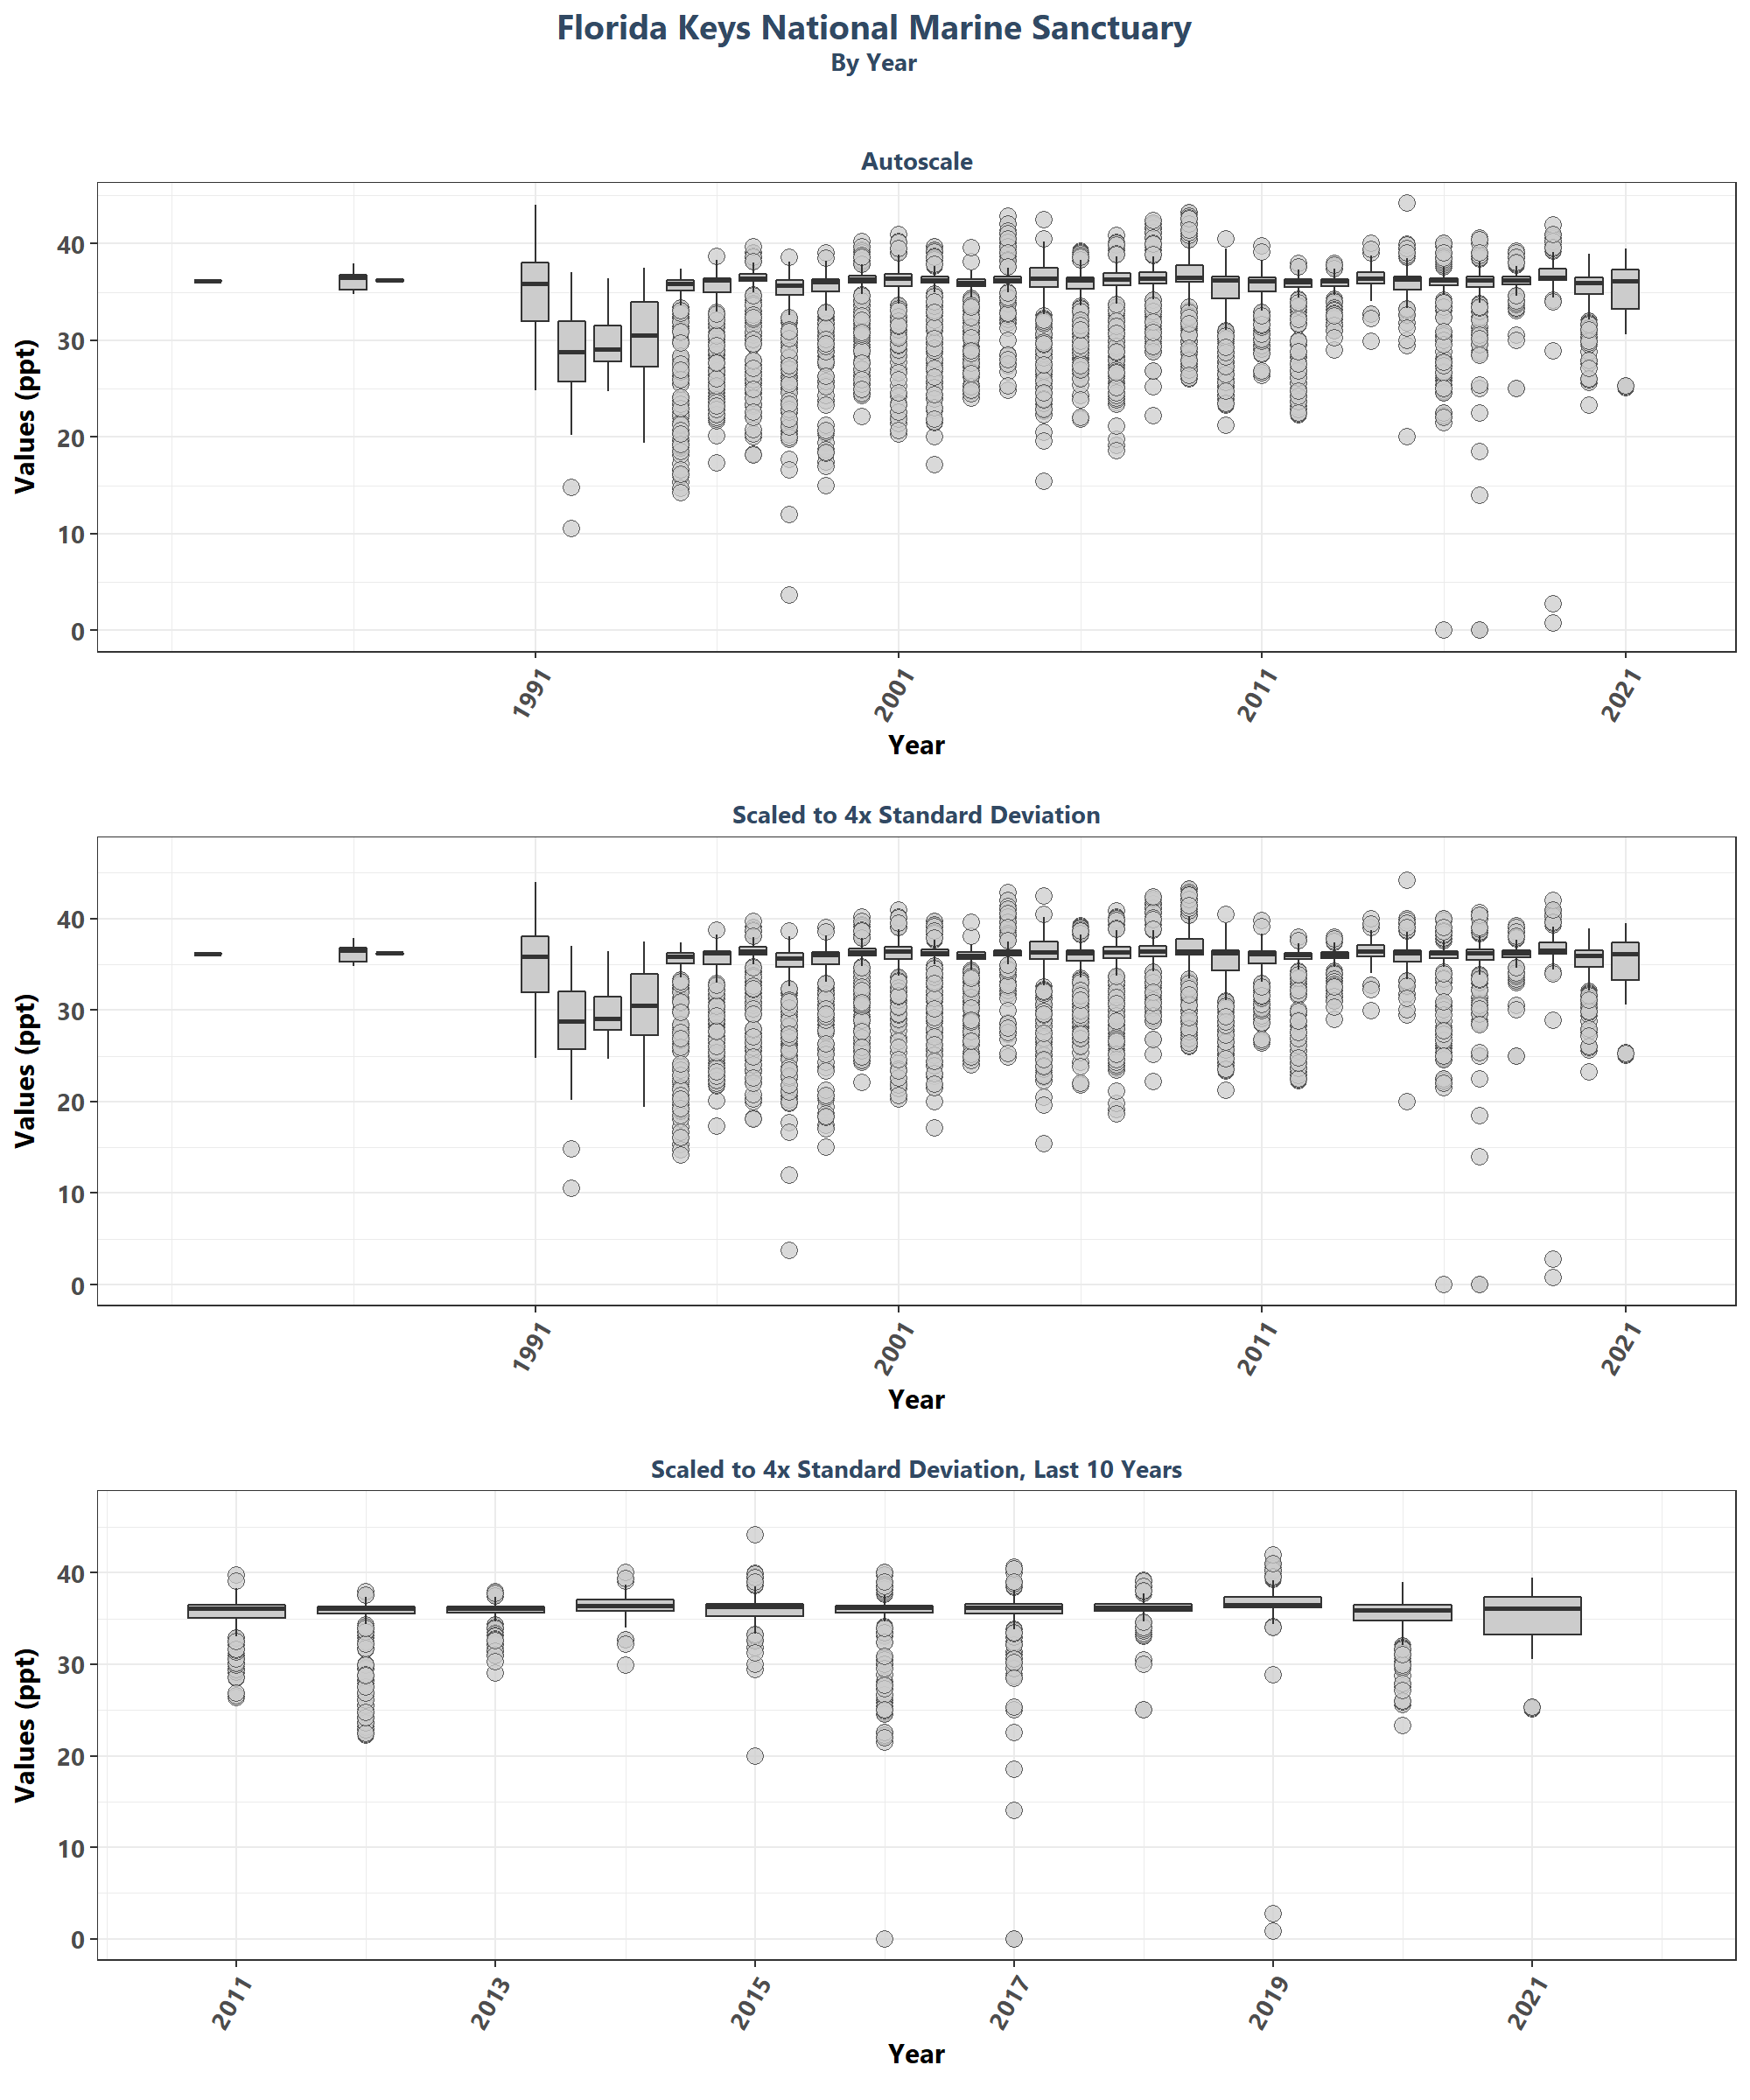 Florida Keys National Marine Sanctuary
By Year
Autoscale
Values (ppt)
40
30
20
10
0
1991
2001
2011
2021
Year
Scaled to 4x Standard Deviation
Values (ppt)
40
30
20
10
0
1991
2001
2011
2021
Year
Scaled to 4x Standard Deviation, Last 10 Years
Values (ppt)
40
30
20
10
0
2011
2013
2015
2017
2019
2021
Year